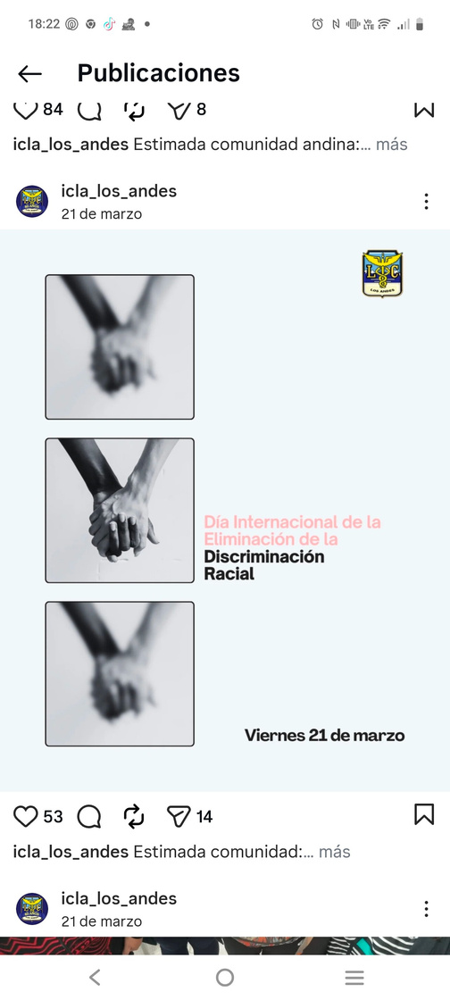 18:22
Vo
LTE
Publicaciones
84
8
icla_los_andes Estimada comunidad andina:... más
icla_los_andes
21 de marzo
L C
LOS ANDES
Día Internacional de la
Eliminación de la
Discriminación
Racial
Viernes 21 de marzo
53
14
icla_los_andes Estimada comunidad:... más
icla_los_andes
21 de marzo